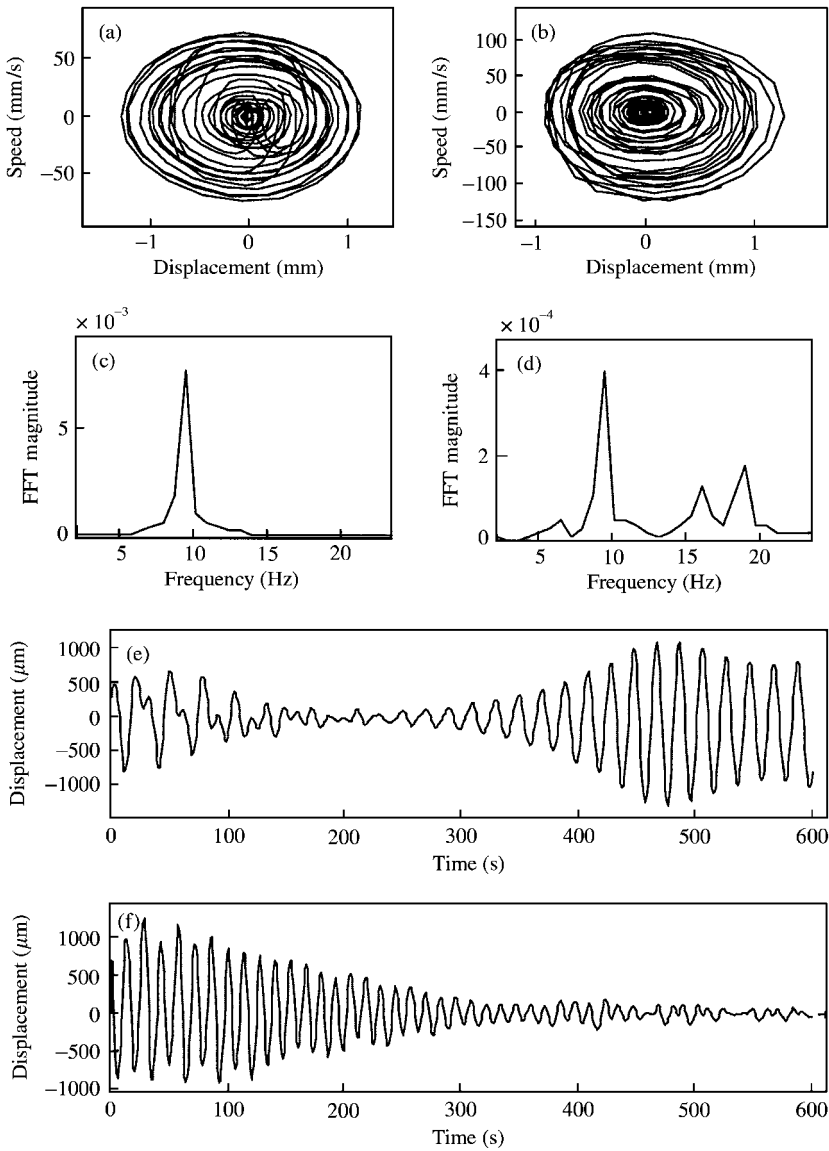 (a)
Speed (mm/s)
50
0
−50
−1 0 1
Displacement (mm)
(b)
Speed (mm/s)
100
50
0
−50
−100
−150
−1 0 1
Displacement (mm)
× 10⁻³
(c)
FFT magnitude
5
0
5 10 15 20
Frequency (Hz)
× 10⁻⁴
(d)
FFT magnitude
4
2
0
5 10 15 20
Frequency (Hz)
(e)
Displacement (μm)
1000
500
0
−500
−1000
0 100 200 300 400 500 600
Time (s)
(f)
Displacement (μm)
1000
500
0
−500
−1000
0 100 200 300 400 500 600
Time (s)